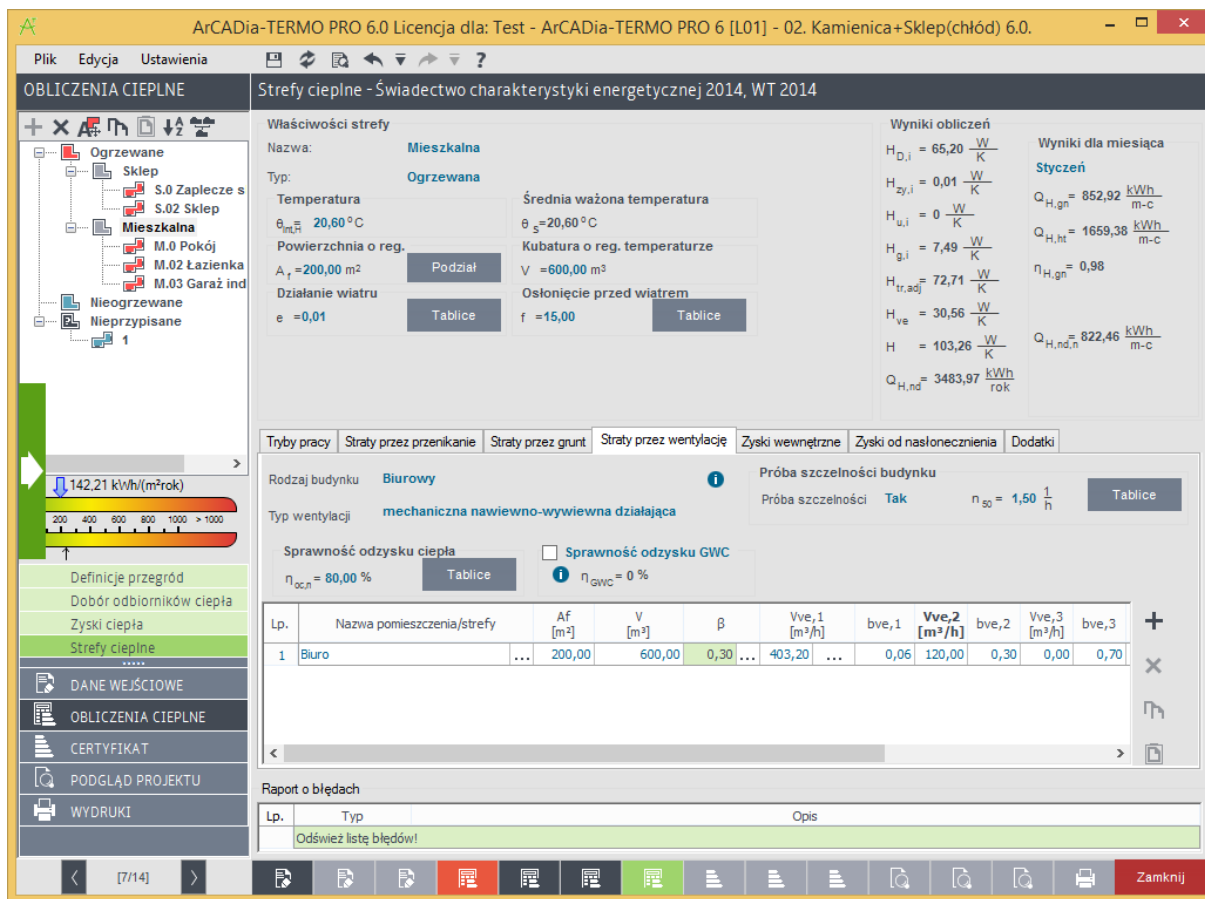 ArCADia-TERMO PRO 6.0 Licencja dla: Test - ArCADia-TERMO PRO 6 [L01] - 02. Kamienica+Sklep(chłód) 6.0.
Plik Edycja Ustawienia ?
OBLICZENIA CIEPLNE
Strefy cieplne - Świadectwo charakterystyki energetycznej 2014, WT 2014
Ogrzewane
Sklep
S.0 Zaplecze s
S.02 Sklep
Mieszkalna
M.0 Pokój
M.02 Łazienka
M.03 Garaż ind
Nieogrzewane
Nieprzypisane
1
142,21 kWh/(m²rok)
200 400 600 800 1000 > 1000
Definicje przegród
Dobór odbiorników ciepła
Zyski ciepła
Strefy cieplne
DANE WEJŚCIOWE
OBLICZENIA CIEPLNE
CERTYFIKAT
PODGLĄD PROJEKTU
WYDRUKI
[7/14]
Właściwości strefy
Nazwa: Mieszkalna
Typ: Ogrzewana
Temperatura
θint,H = 20,60 °C
Średnia ważona temperatura
θs =20,60 °C
Powierzchnia o reg.
Af =200,00 m²
Podział
Kubatura o reg. temperaturze
V =600,00 m³
Działanie wiatru
e =0,01
Tablice
Osłonięcie przed wiatrem
f =15,00
Tablice
Wyniki obliczeń
HD,i = 65,20 W/K
Hzy,i = 0,01 W/K
Hu,i = 0 W/K
Hg,i = 7,49 W/K
Htr,adj = 72,71 W/K
Hve = 30,56 W/K
H = 103,26 W/K
QH,nd = 3483,97 kWh/rok
Wyniki dla miesiąca
Styczeń
QH,gn = 852,92 kWh/m-c
QH,ht = 1659,38 kWh/m-c
ηH,gn = 0,98
QH,nd,n = 822,46 kWh/m-c
Tryby pracy Straty przez przenikanie Straty przez grunt Straty przez wentylację Zyski wewnętrzne Zyski od nasłonecznienia Dodatki
Rodzaj budynku Biurowy
Typ wentylacji mechaniczna nawiewno-wywiewna działająca
Próba szczelności budynku
Próba szczelności Tak n50 = 1,50 1/h Tablice
Sprawność odzysku ciepła
ηoc,n = 80,00 % Tablice
Sprawność odzysku GWC
ηGWC = 0 %
Lp. Nazwa pomieszczenia/strefy Af [m²] V [m³] β Vve,1 [m³/h] bve,1 Vve,2 [m³/h] bve,2 Vve,3 [m³/h] bve,3
1 Biuro ... 200,00 600,00 0,30 ... 403,20 ... 0,06 120,00 0,30 0,00 0,70
Raport o błędach
Lp. Typ Opis
Odśwież listę błędów!
Zamknij